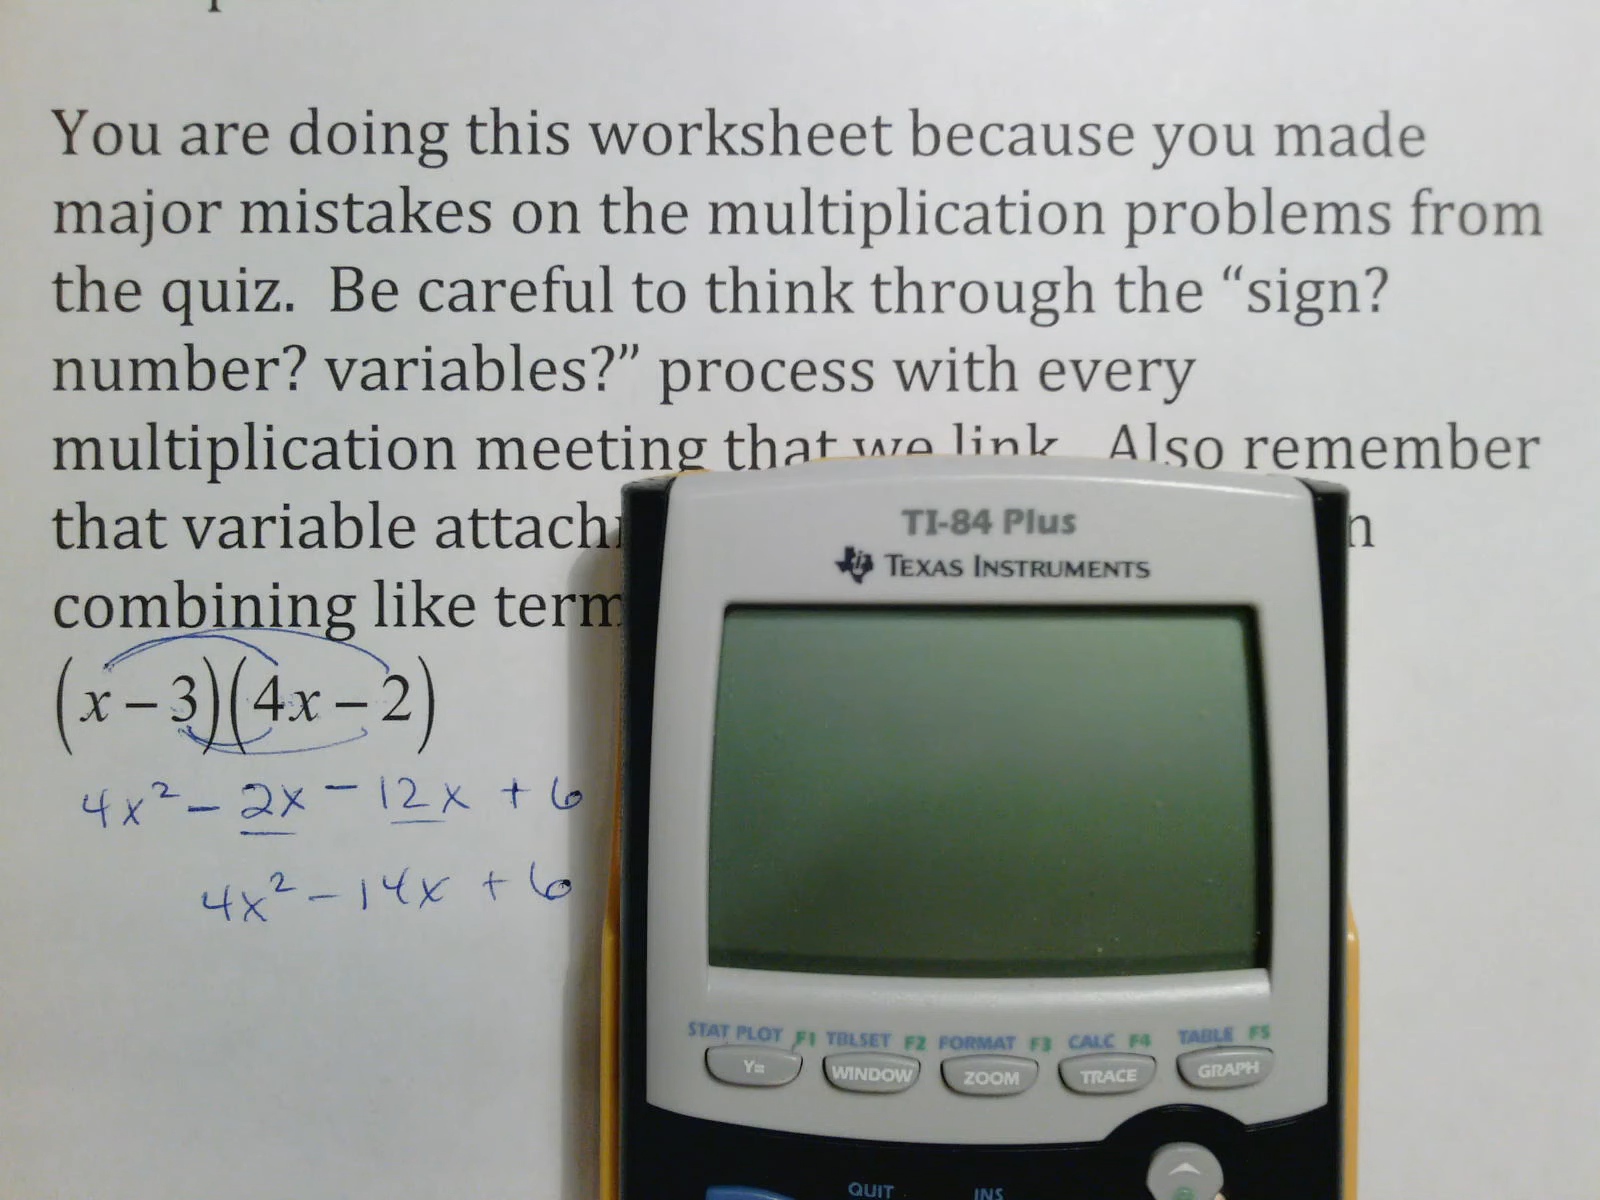 You are doing this worksheet because you made
major mistakes on the multiplication problems from
the quiz. Be careful to think through the “sign?
number? variables?” process with every
multiplication meeting that we link. Also remember
that variable
combining like
(x – 3)(4x – 2)
4x² – 2x – 12x + 6
4x² – 14x + 6
TI-84 Plus
TEXAS INSTRUMENTS
STAT PLOT F1 TBLSET F2 FORMAT F3 CALC F4 TABLE F5
Y= WINDOW ZOOM TRACE GRAPH
QUIT INS